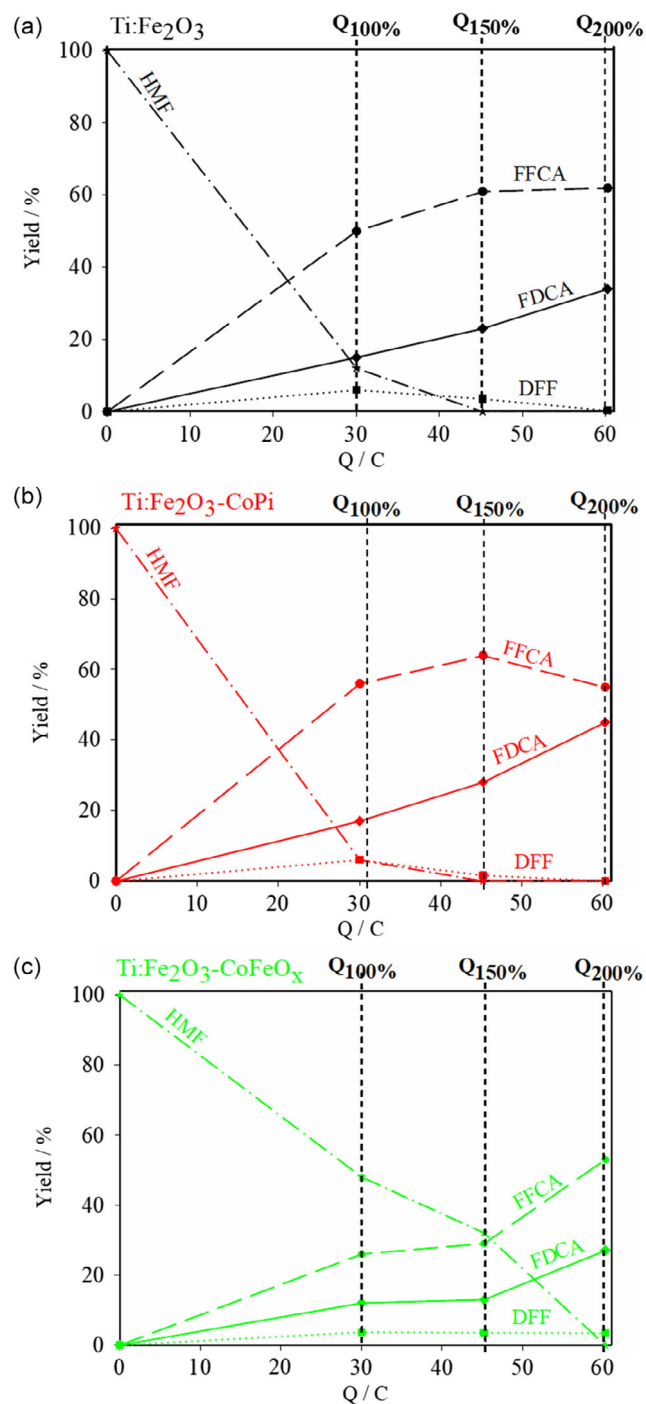 (a)
Ti:Fe2O3 Q100% Q150% Q200%
100
HMF
80
FFCA
60
Yield / %
40
FDCA
20
DFF
0
0 10 20 30 40 50 60
Q / C
(b)
Ti:Fe2O3-CoPi Q100% Q150% Q200%
100
HMF
80
FFCA
60
Yield / %
FDCA
40
20
DFF
0
0 10 20 30 40 50 60
Q / C
(c)
Ti:Fe2O3-CoFeOx Q100% Q150% Q200%
100
HMF
80
60
Yield / %
FFCA
40
FDCA
20
DFF
0
0 10 20 30 40 50 60
Q / C